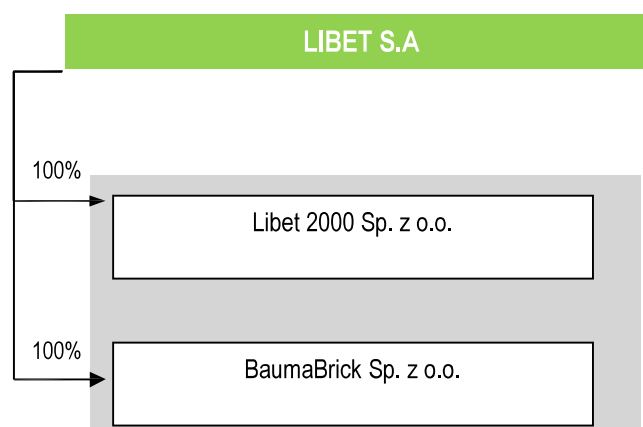 LIBET S.A
100%
Libet 2000 Sp. z o.o.
100%
BaumaBrick Sp. z o.o.